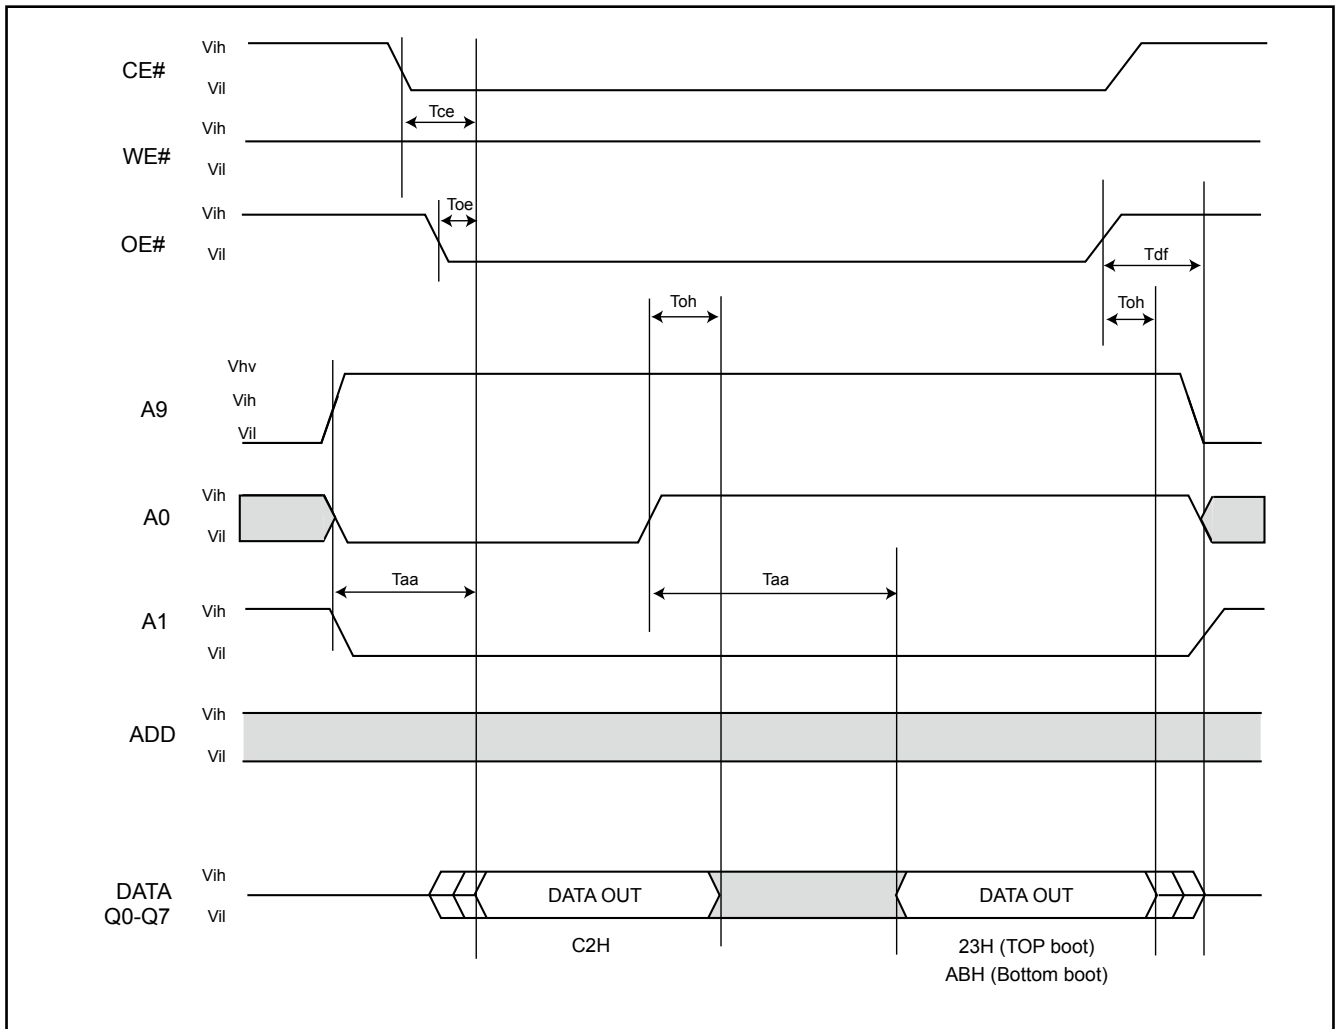 Vih
CE#
Vil
Tce
Vih
WE#
Vil
Toe
Vih
OE#
Vil
Tdf
Toh
Toh
Vhv
A9
Vih
Vil
Vih
A0
Vil
Taa
Taa
Vih
A1
Vil
Vih
ADD
Vil
Vih
DATA
Q0-Q7
Vil
DATA OUT
DATA OUT
C2H
23H (TOP boot)
ABH (Bottom boot)